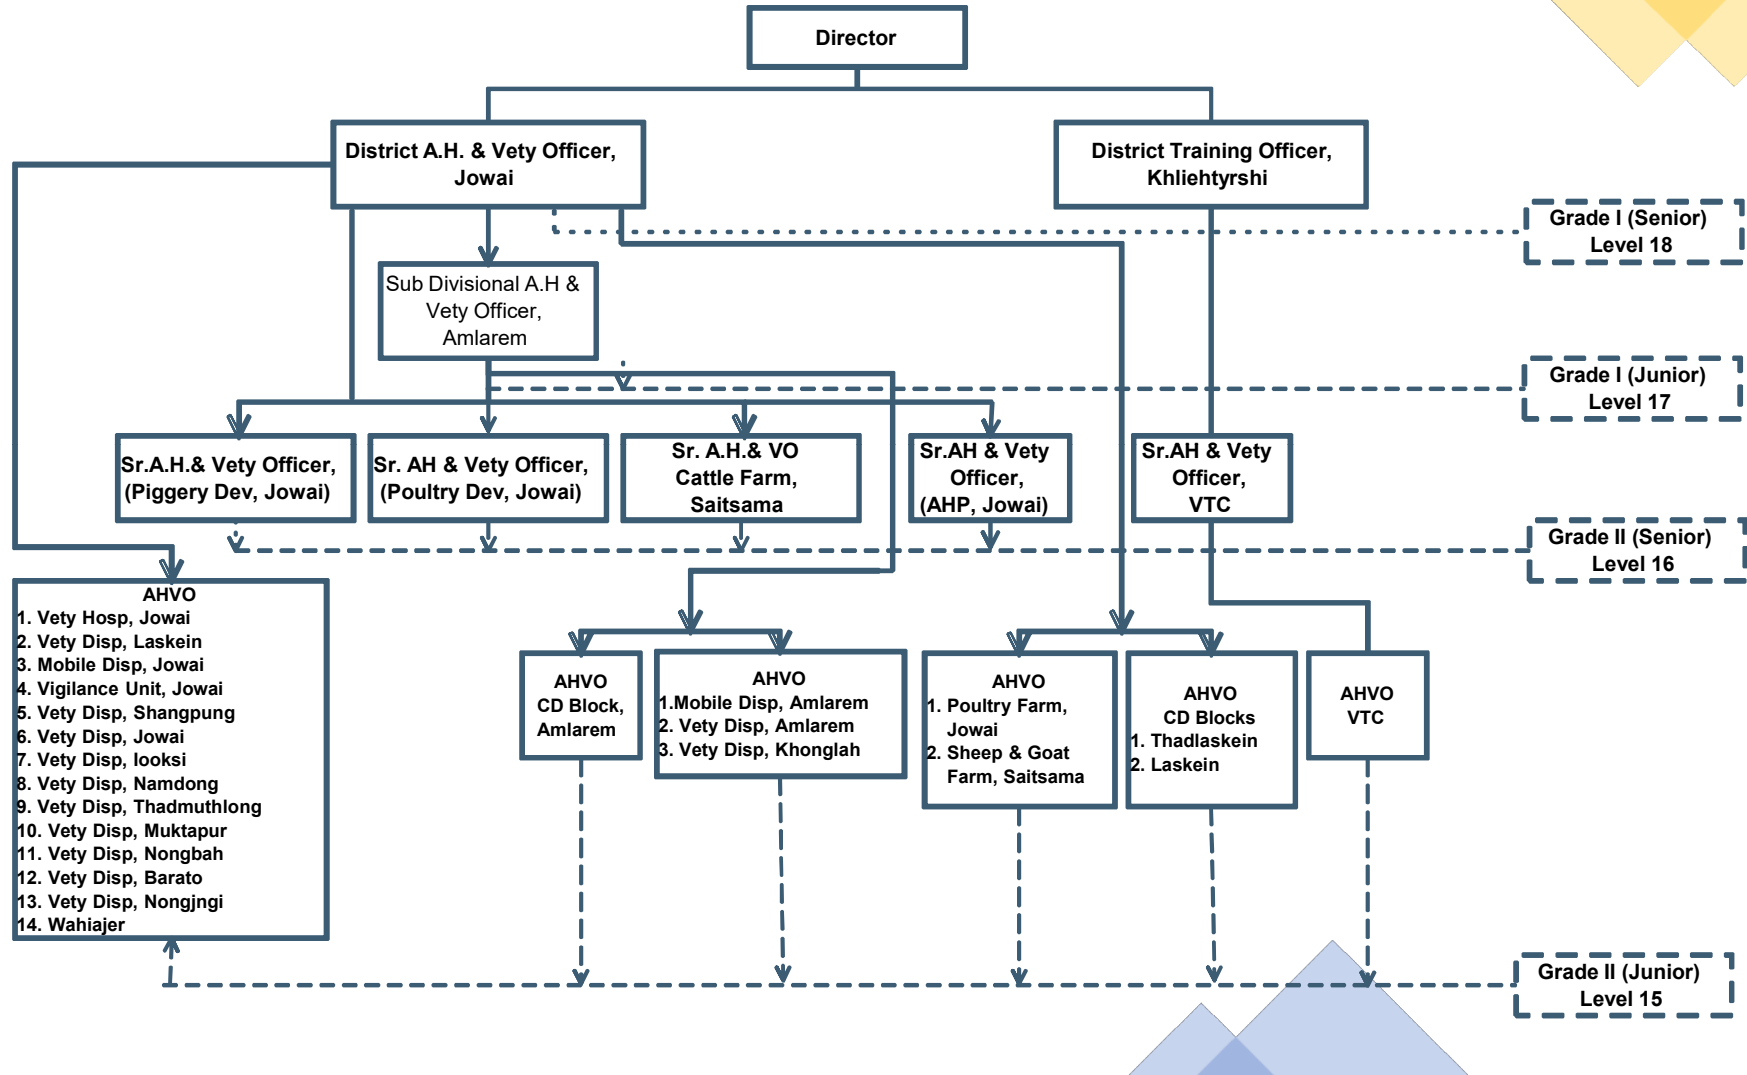 Director
District A.H. & Vety Officer,
Jowai
District Training Officer,
Khliehtyrshi
Grade I (Senior)
Level 18
Sub Divisional A.H &
Vety Officer,
Amlarem
Grade I (Junior)
Level 17
Sr.A.H.& Vety Officer,
(Piggery Dev, Jowai)
Sr. AH & Vety Officer,
(Poultry Dev, Jowai)
Sr. A.H.& VO
Cattle Farm,
Saitsama
Sr.AH & Vety
Officer,
(AHP, Jowai)
Sr.AH & Vety
Officer,
VTC
Grade II (Senior)
Level 16
AHVO
1. Vety Hosp, Jowai
2. Vety Disp, Laskein
3. Mobile Disp, Jowai
4. Vigilance Unit, Jowai
5. Vety Disp, Shangpung
6. Vety Disp, Jowai
7. Vety Disp, Iooksi
8. Vety Disp, Namdong
9. Vety Disp, Thadmuthlong
10. Vety Disp, Muktapur
11. Vety Disp, Nongbah
12. Vety Disp, Barato
13. Vety Disp, Nongjngi
14. Wahiajer
AHVO
CD Block,
Amlarem
AHVO
1.Mobile Disp, Amlarem
2. Vety Disp, Amlarem
3. Vety Disp, Khonglah
AHVO
1. Poultry Farm,
Jowai
2. Sheep & Goat
Farm, Saitsama
AHVO
CD Blocks
1. Thadlaskein
2. Laskein
AHVO
VTC
Grade II (Junior)
Level 15